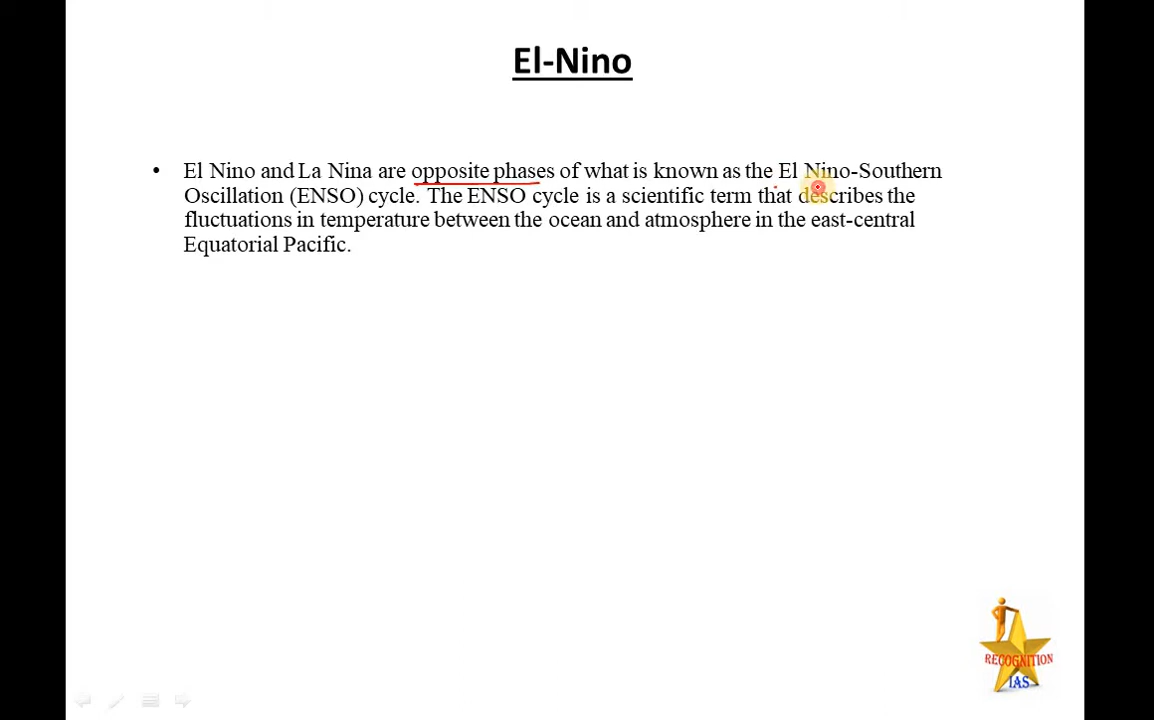 El-Nino
• El Nino and La Nina are opposite phases of what is known as the El Nino-Southern
Oscillation (ENSO) cycle. The ENSO cycle is a scientific term that describes the
fluctuations in temperature between the ocean and atmosphere in the east-central
Equatorial Pacific.
RECOGNITION
IAS